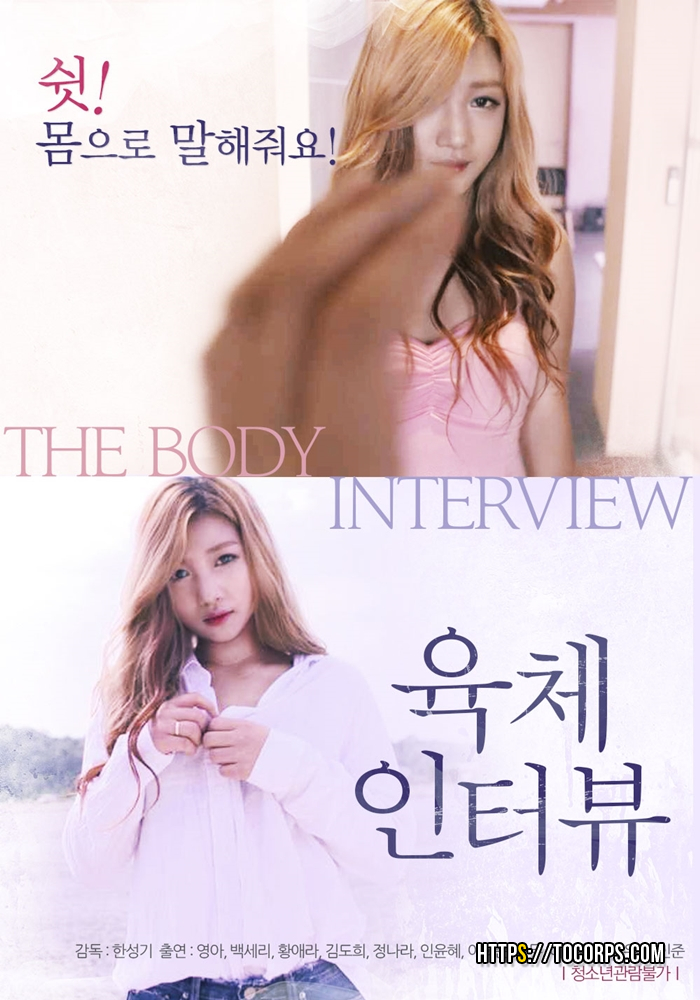 쉿!
몸으로 말해줘요!
THE BODY
INTERVIEW
육체
인터뷰
감독 : 한성기 출연 : 영아, 백세리, 황애라, 김도희, 정나라, 인윤혜,
HTTPS://TOCORPS.COM
| 청소년관람불가 |